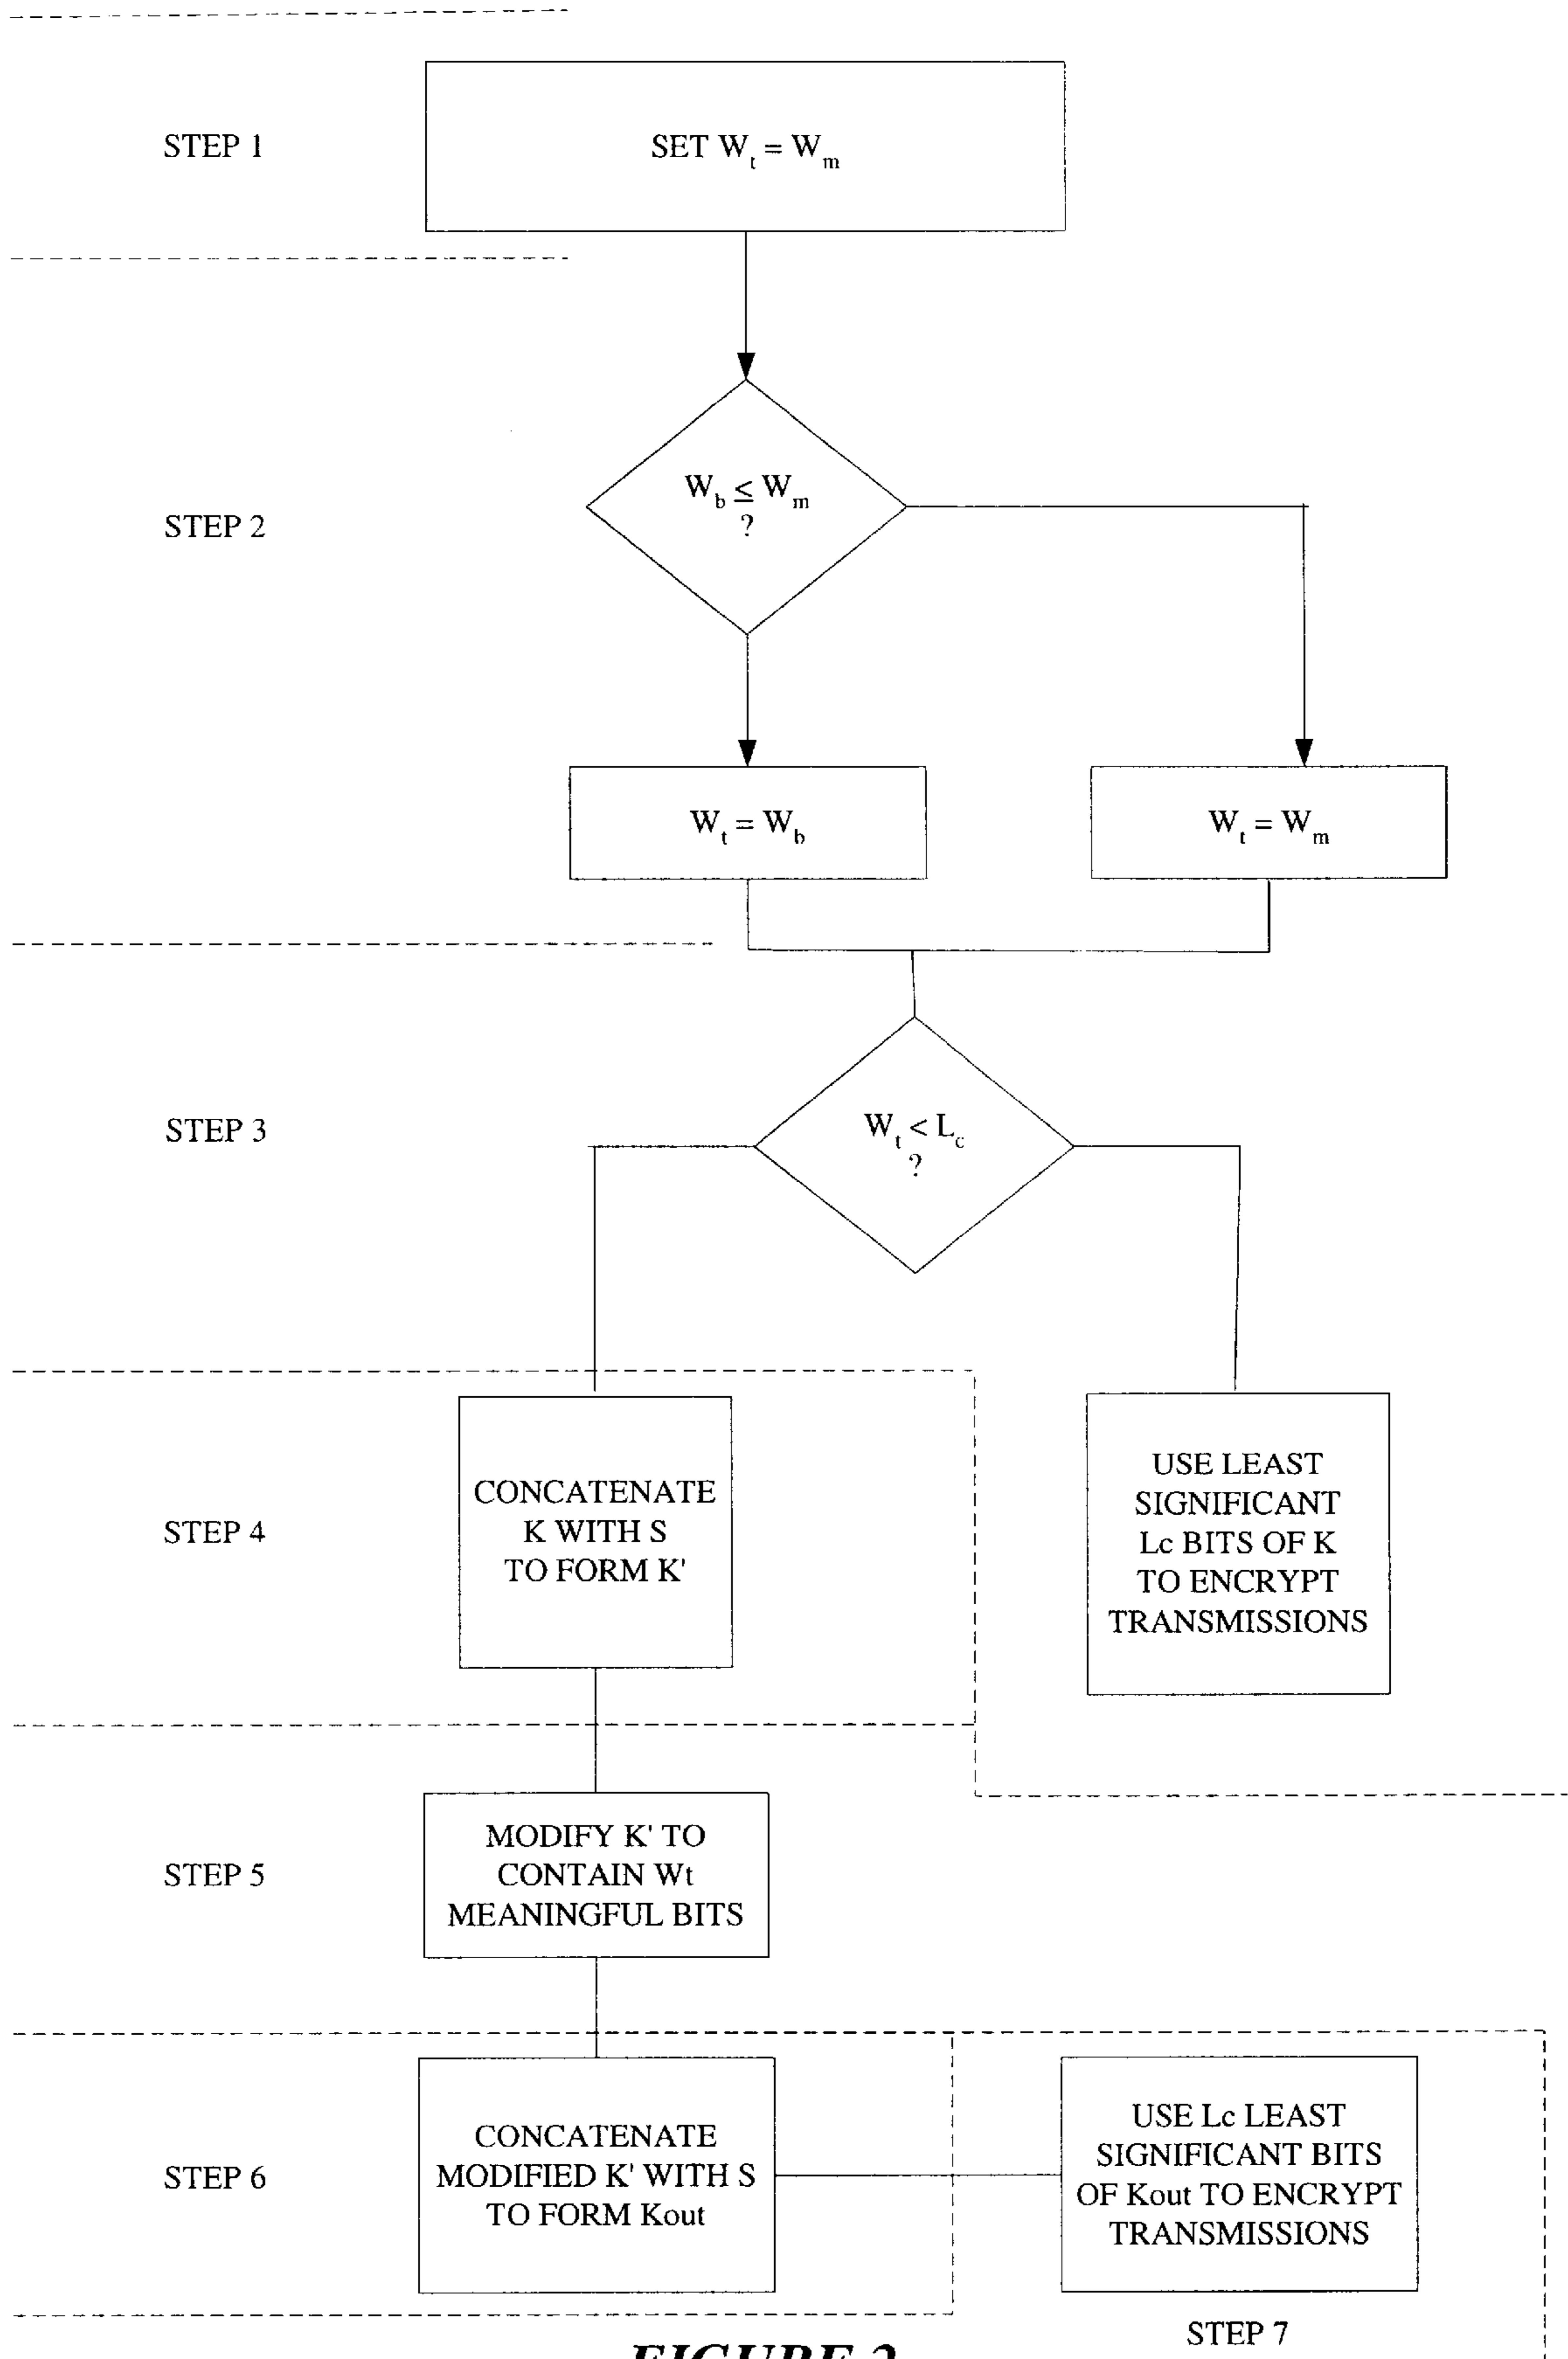 STEP 1
SET Wt = Wm
STEP 2
Wb ≤ Wm
?
Wt = Wb
Wt = Wm
STEP 3
Wt < Lc
?
STEP 4
CONCATENATE
K WITH S
TO FORM K'
USE LEAST
SIGNIFICANT
Lc BITS OF K
TO ENCRYPT
TRANSMISSIONS
STEP 5
MODIFY K' TO
CONTAIN Wt
MEANINGFUL BITS
STEP 6
CONCATENATE
MODIFIED K' WITH S
TO FORM Kout
USE Lc LEAST
SIGNIFICANT BITS
OF Kout TO ENCRYPT
TRANSMISSIONS
STEP 7
FIGURE 2